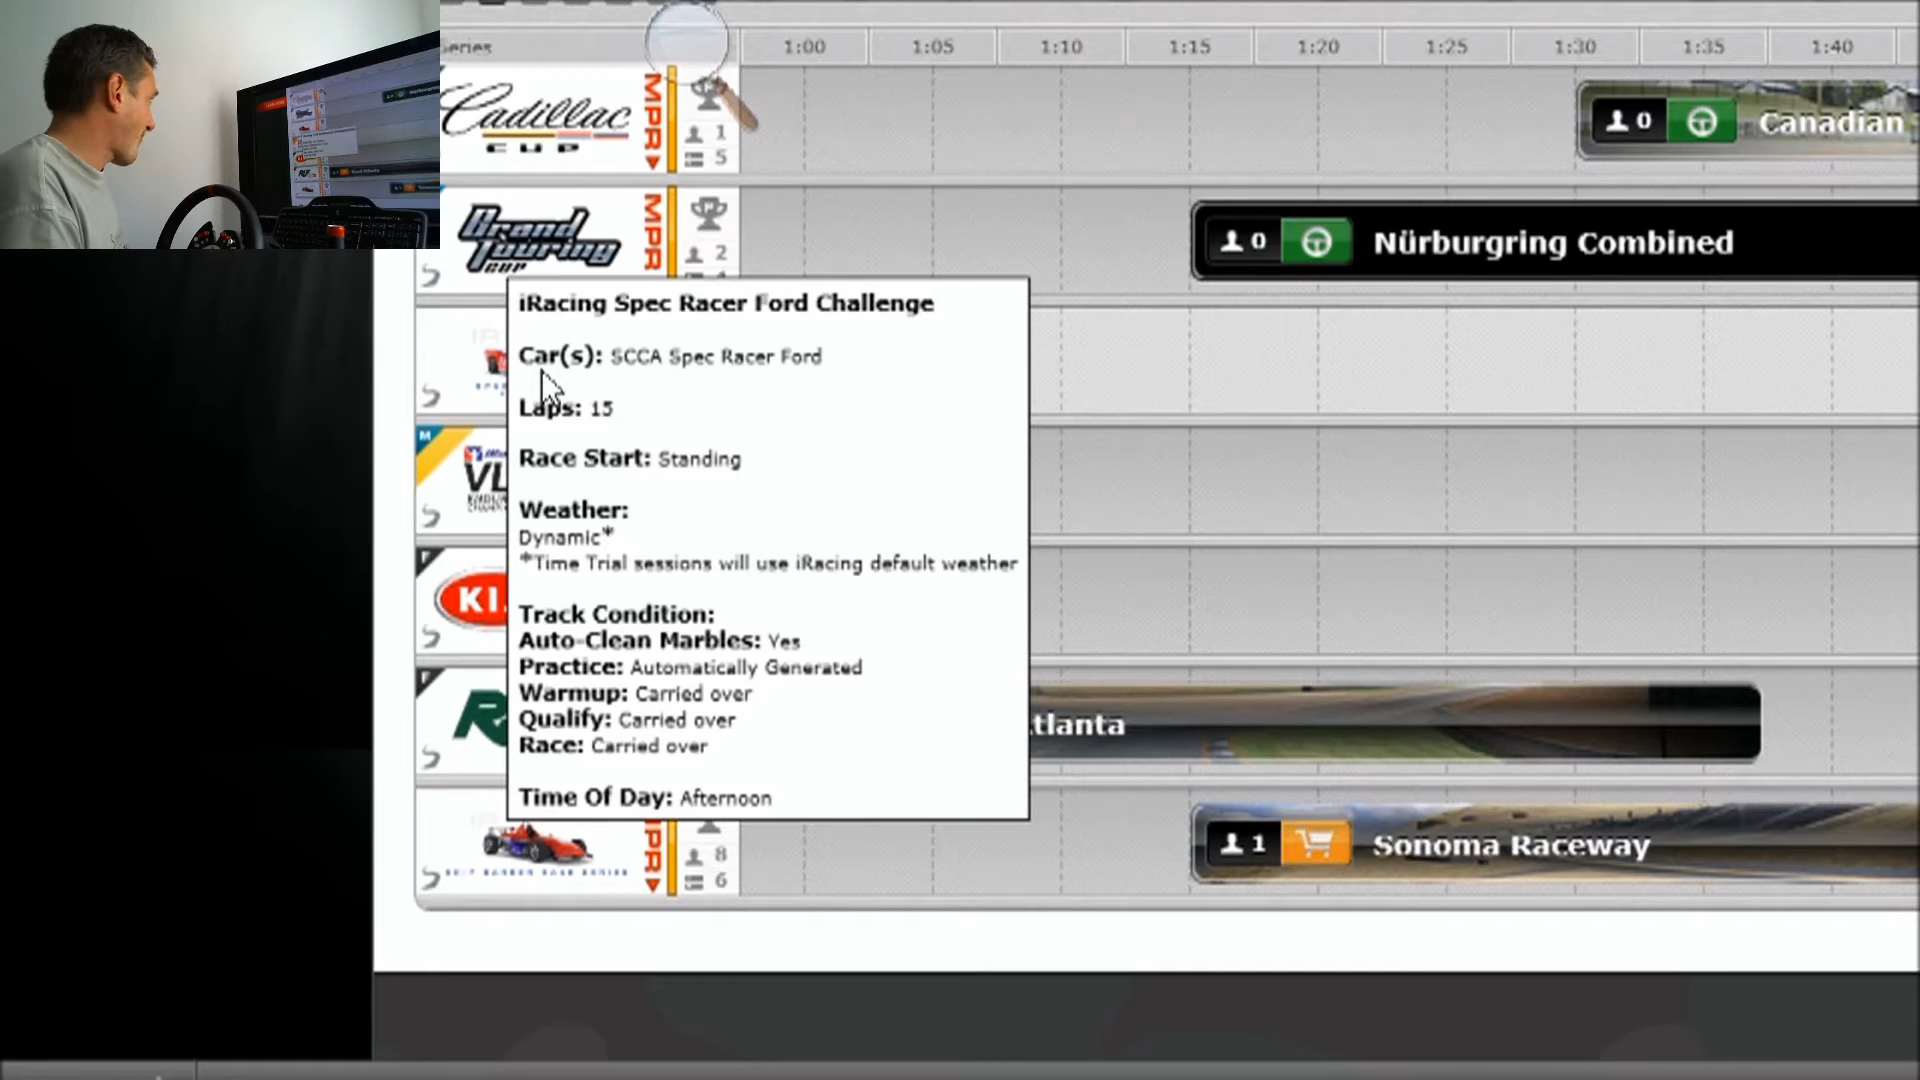 Series
1:00
1:05
1:10
1:15
1:20
1:25
1:30
1:35
1:40
Cadillac
CUP
MPR
1
5
0
Canadian
Grand
Touring
CUP
MPR
2
0
Nürburgring Combined
iRacing Spec Racer Ford Challenge
Car(s): SCCA Spec Racer Ford
Laps: 15
Race Start: Standing
Weather:
Dynamic*
*Time Trial sessions will use iRacing default weather
Track Condition:
Auto-Clean Marbles: Yes
Practice: Automatically Generated
Warmup: Carried over
Qualify: Carried over
Race: Carried over
Time Of Day: Afternoon
M
KI
tlanta
MPR
8
6
1
Sonoma Raceway